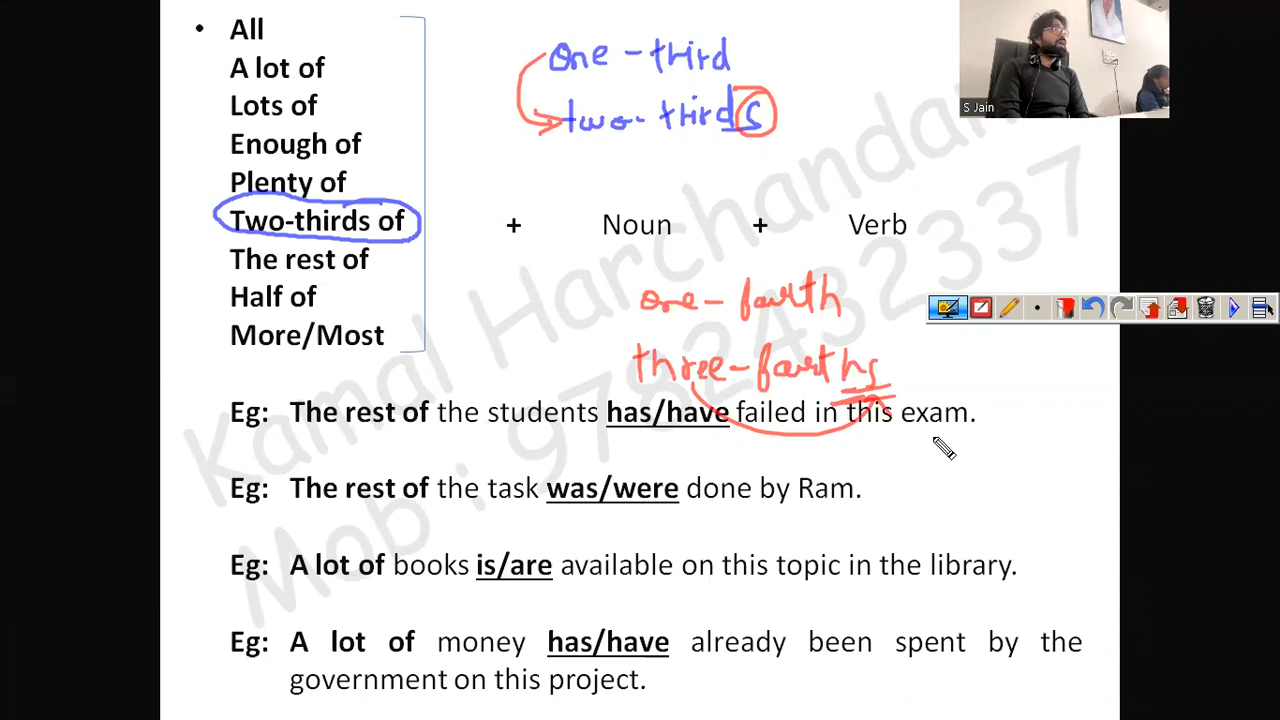 • All
A lot of
Lots of
Enough of
Plenty of
Two-thirds of
The rest of
Half of
More/Most
one - third
two- thirds
+ Noun + Verb
one - fourth
three - fourths
Eg: The rest of the students has/have failed in this exam.
Eg: The rest of the task was/were done by Ram.
Eg: A lot of books is/are available on this topic in the library.
Eg: A lot of money has/have already been spent by the
government on this project.
S Jain
Kamal Harchandani
Mob : 9782432337